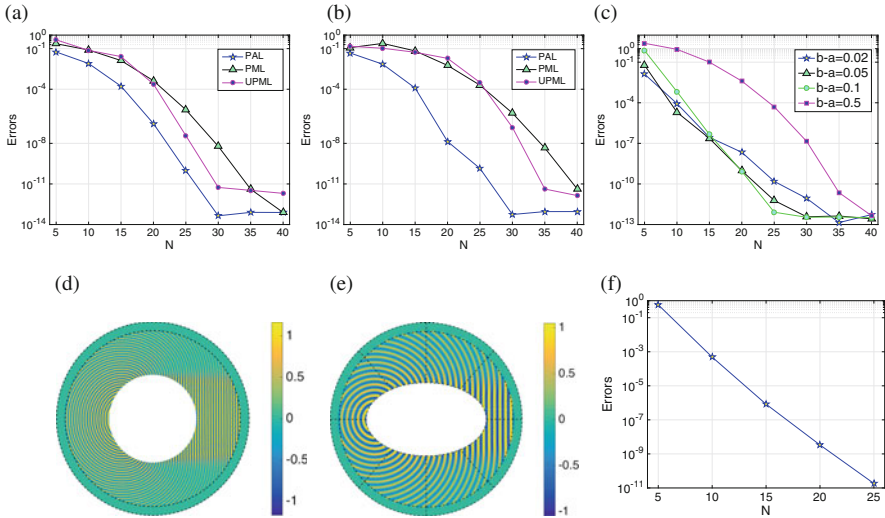 (a)
10^0
10^-1
10^-4
10^-8
10^-11
10^-14
Errors
5 10 15 20 25 30 35 40
N
PAL
PML
UPML
(b)
10^0
10^-1
10^-4
10^-8
10^-11
10^-14
Errors
5 10 15 20 25 30 35 40
N
PAL
PML
UPML
(c)
10^0
10^-1
10^-4
10^-7
10^-10
10^-13
Errors
5 10 15 20 25 30 35 40
N
b-a=0.02
b-a=0.05
b-a=0.1
b-a=0.5
(d)
1
0.5
0
-0.5
-1
(e)
1
0.5
0
-0.5
-1
(f)
10^0
10^-1
10^-3
10^-5
10^-7
10^-9
10^-11
Errors
5 10 15 20 25
N